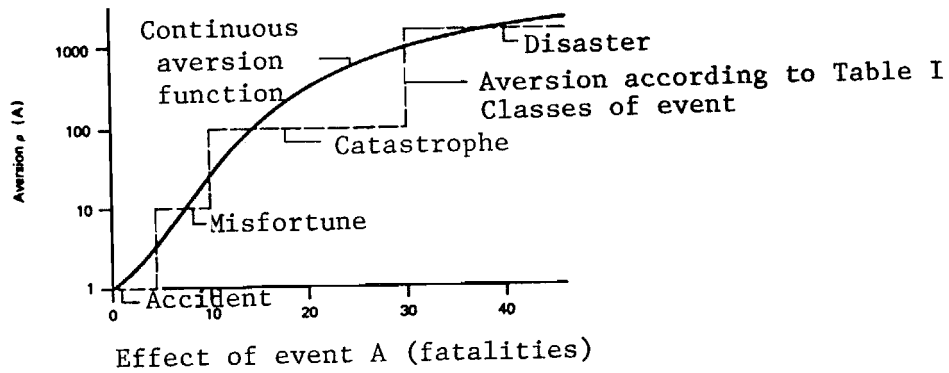 Continuous
aversion
function
1000
100
10
1
Aversion ρ (A)
Disaster
Aversion according to Table I
Classes of event
Catastrophe
Misfortune
Accident
0
10
20
30
40
Effect of event A (fatalities)